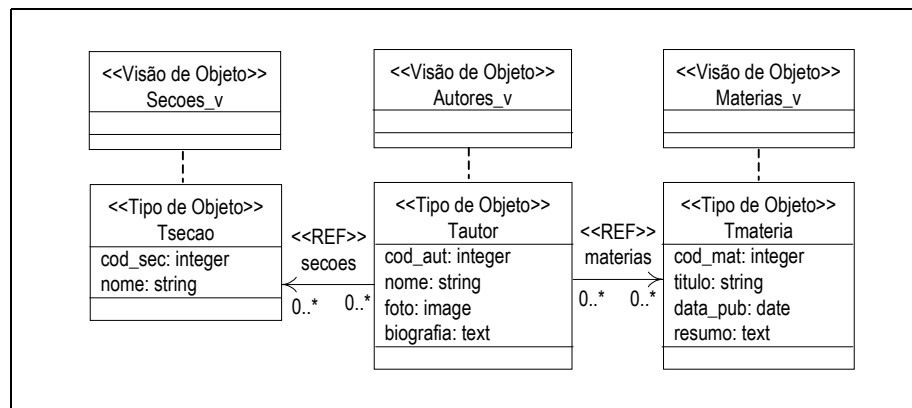 <<Visão de Objeto>>
Secoes_v
<<Visão de Objeto>>
Autores_v
<<Visão de Objeto>>
Materias_v
<<Tipo de Objeto>>
Tsecao
cod_sec: integer
nome: string
<<REF>>
secoes
0..*
0..*
<<Tipo de Objeto>>
Tautor
cod_aut: integer
nome: string
foto: image
biografia: text
<<REF>>
materias
0..*
0..*
<<Tipo de Objeto>>
Tmateria
cod_mat: integer
titulo: string
data_pub: date
resumo: text